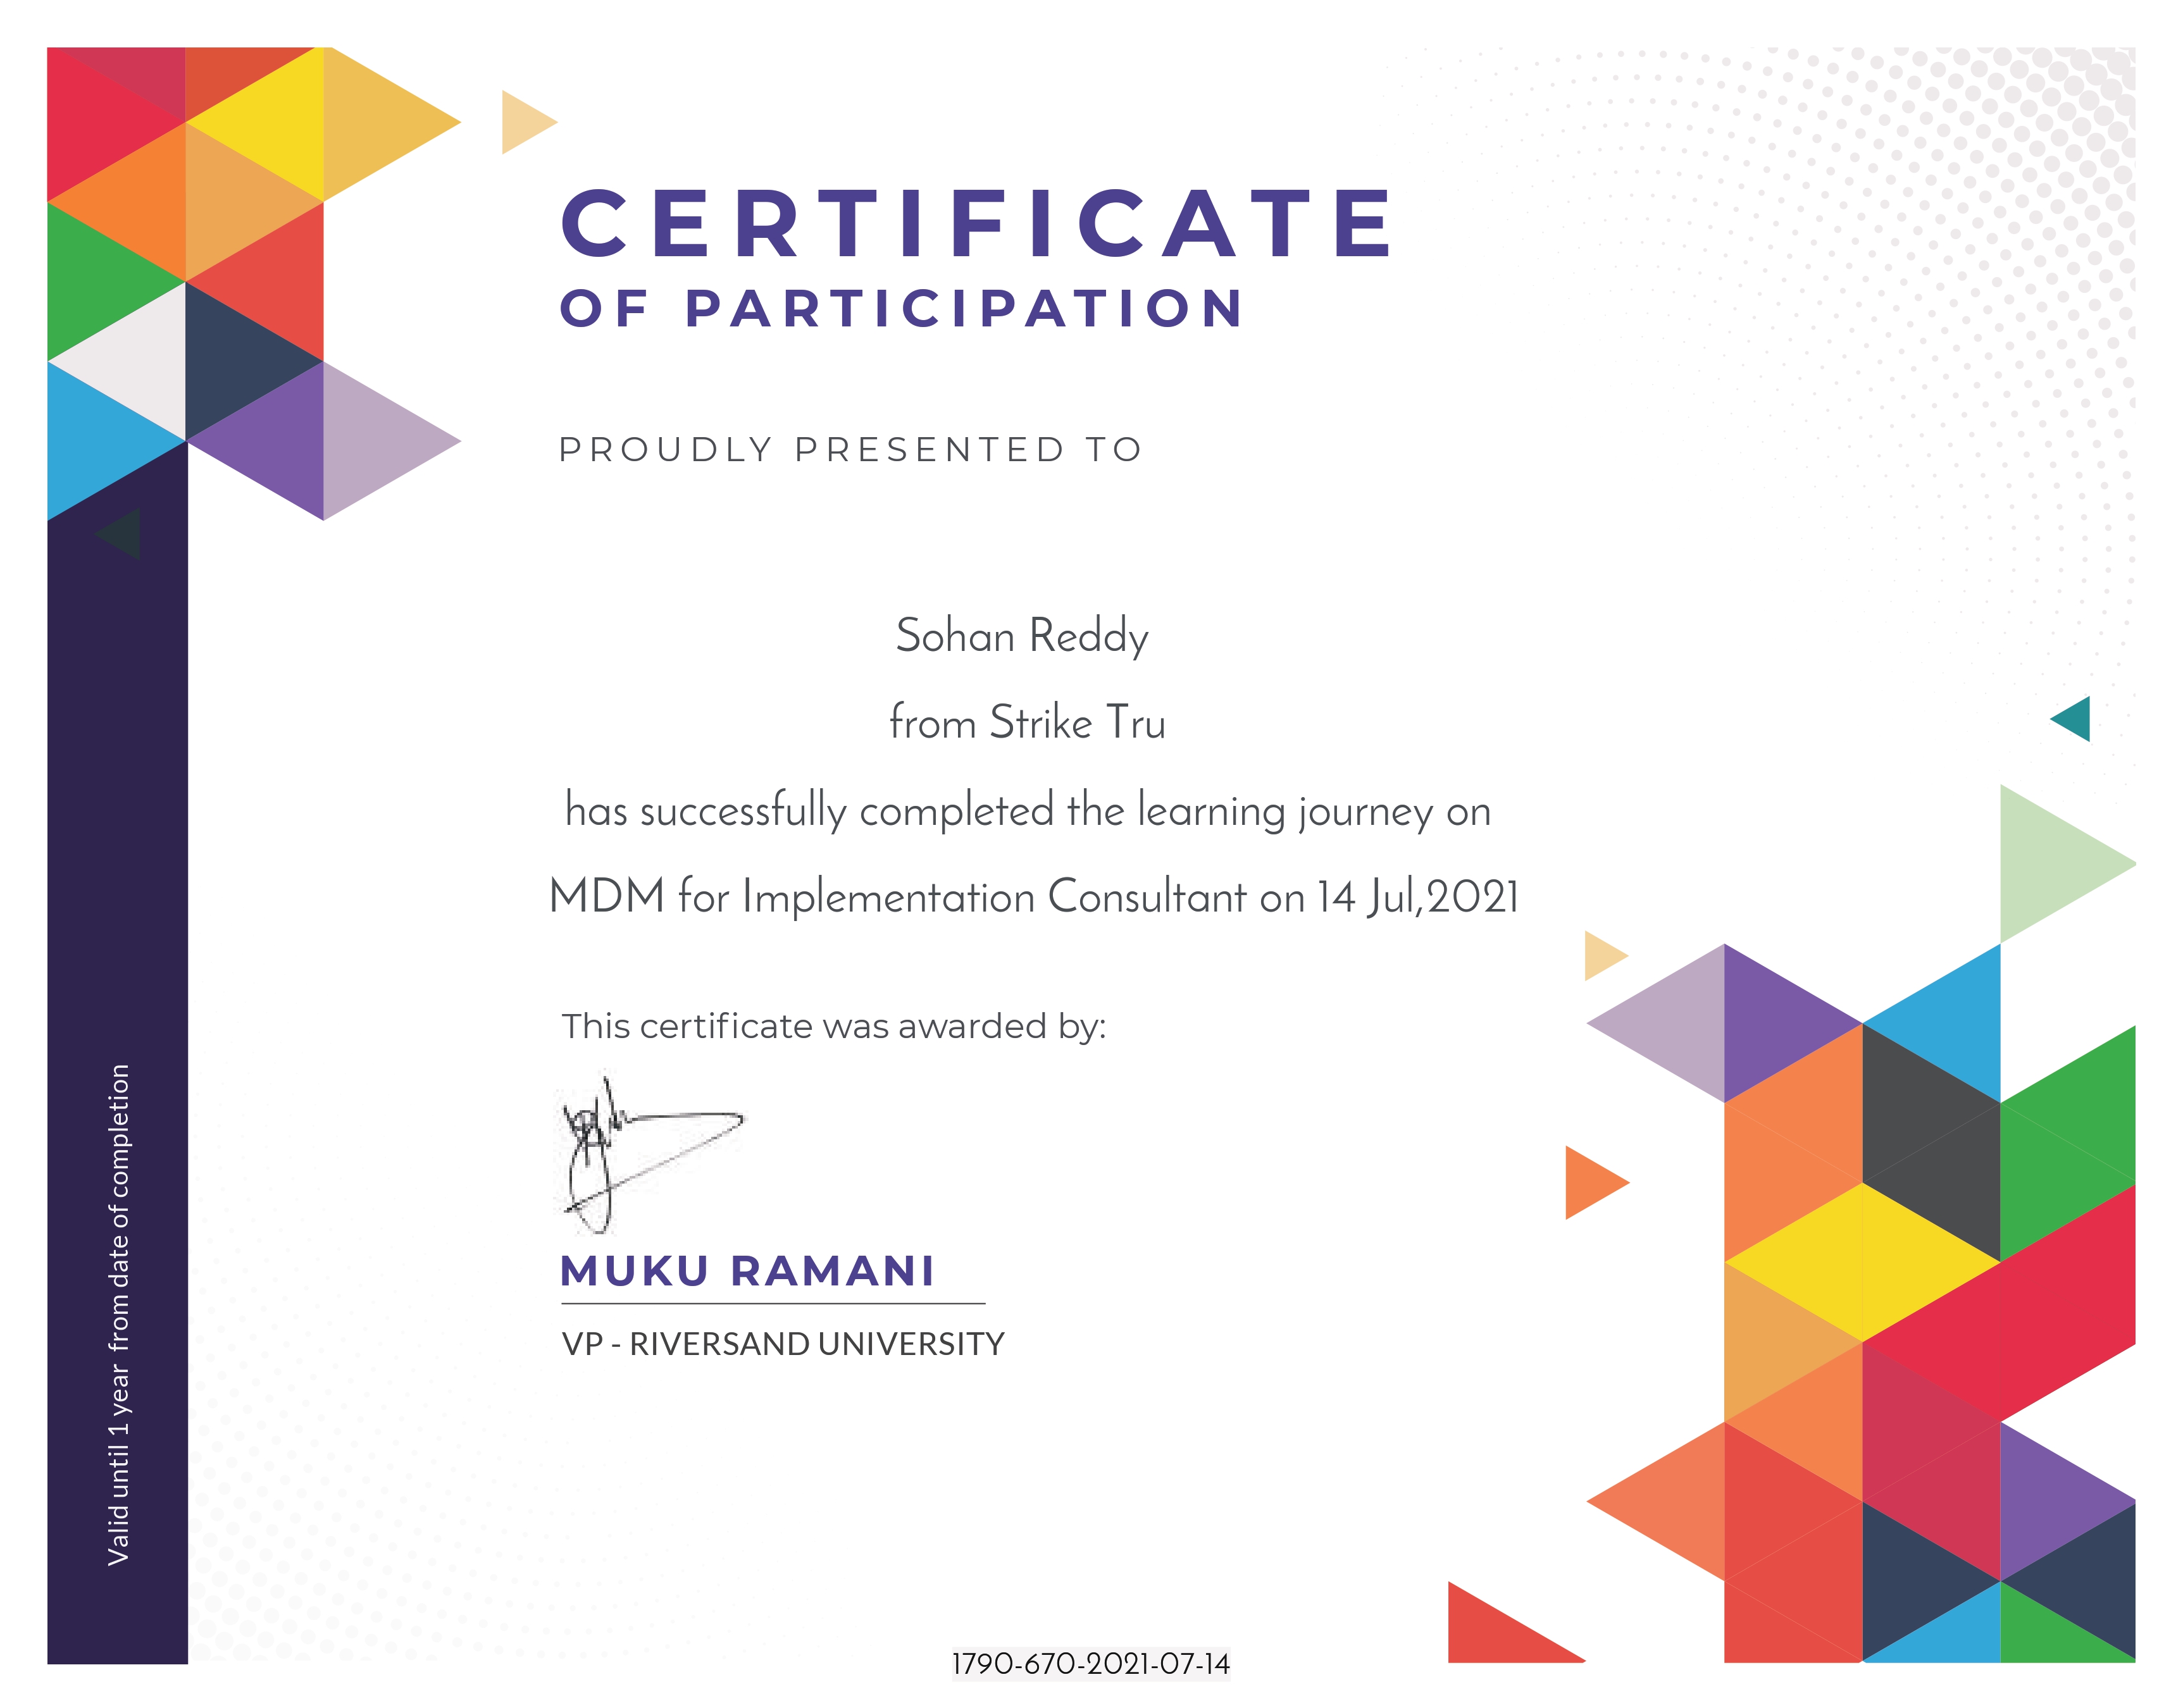 CERTIFICATE
OF PARTICIPATION
PROUDLY PRESENTED TO
Sohan Reddy
from Strike Tru
has successfully completed the learning journey on
MDM for Implementation Consultant on 14 Jul,2021
This certificate was awarded by:
MUKU RAMANI
VP - RIVERSAND UNIVERSITY
Valid until 1 year from date of completion
1790-670-2021-07-14